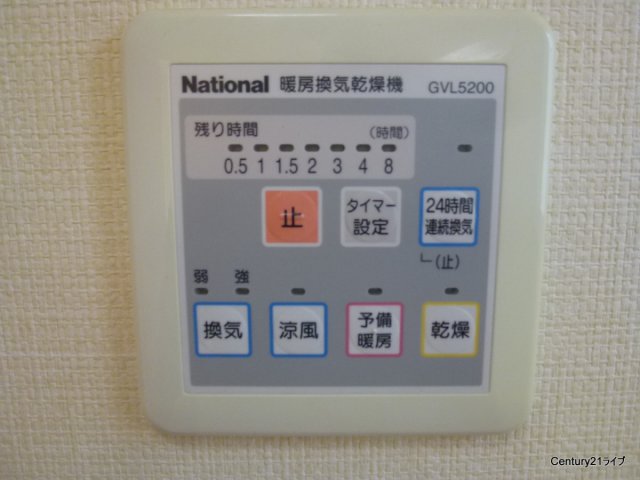 National 暖房換気乾燥機 GVL5200
残り時間 (時間)
0.5 1 1.5 2 3 4 8
止
タイマー
設定
24時間
連続換気
(止)
弱 強
換気
涼風
予備
暖房
乾燥
Century21ライブ